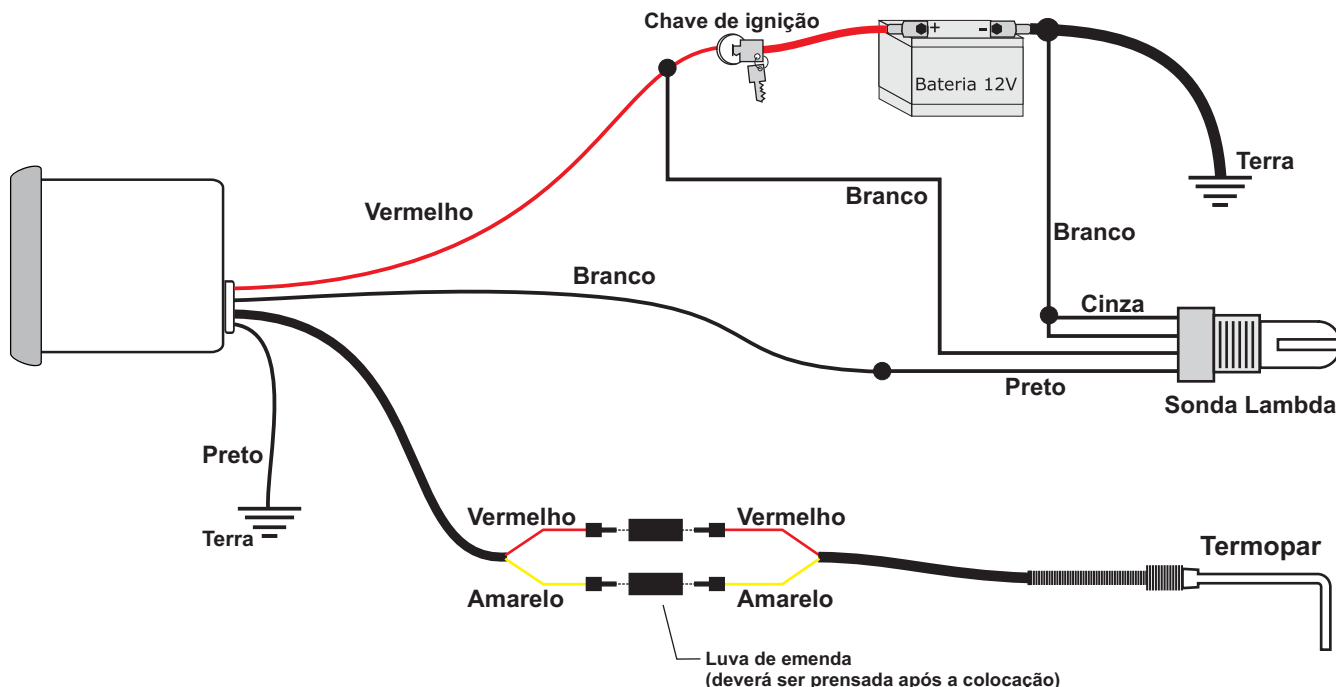 Chave de ignição
+ -
Bateria 12V
Terra
Branco
Vermelho
Branco
Branco
Cinza
Preto
Sonda Lambda
Preto
Terra
Vermelho
Vermelho
Termopar
Amarelo
Amarelo
Luva de emenda
(deverá ser prensada após a colocação)